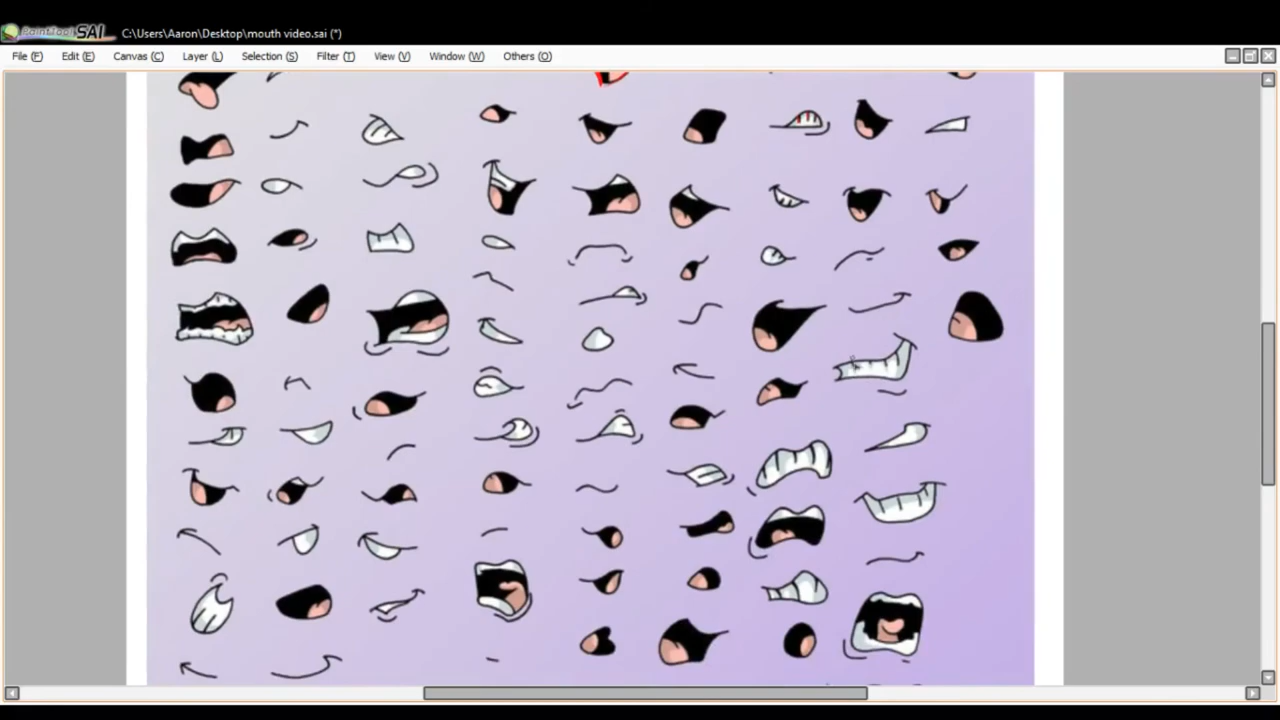 PaintTool SAI C:\Users\Aaron\Desktop\mouth video.sai (*)
File (F) Edit (E) Canvas (C) Layer (L) Selection (S) Filter (T) View (V) Window (W) Others (O)